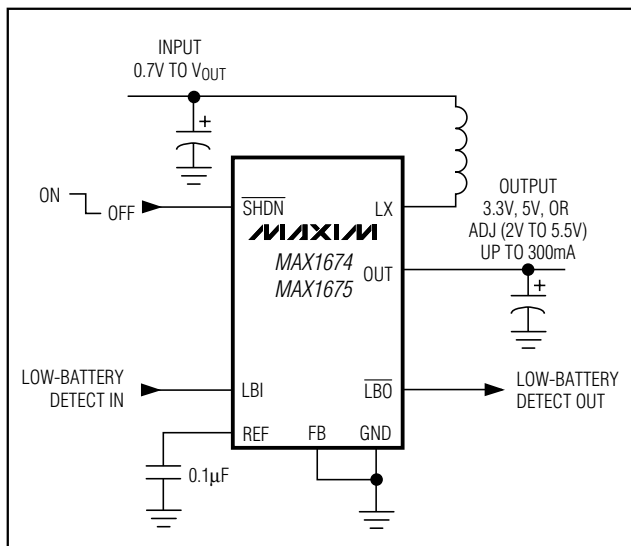 INPUT
0.7V TO VOUT
ON
OFF
SHDN
LX
OUTPUT
3.3V, 5V, OR
ADJ (2V TO 5.5V)
UP TO 300mA
MAXIM
MAX1674
MAX1675
OUT
LOW-BATTERY
DETECT IN
LBI
LBO
LOW-BATTERY
DETECT OUT
REF
FB
GND
0.1µF
+
+